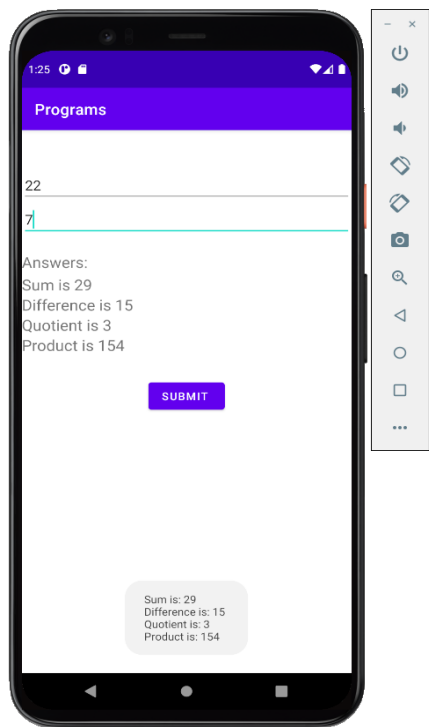 1:25
Programs
22
7
Answers:
Sum is 29
Difference is 15
Quotient is 3
Product is 154
SUBMIT
Sum is: 29
Difference is: 15
Quotient is: 3
Product is: 154